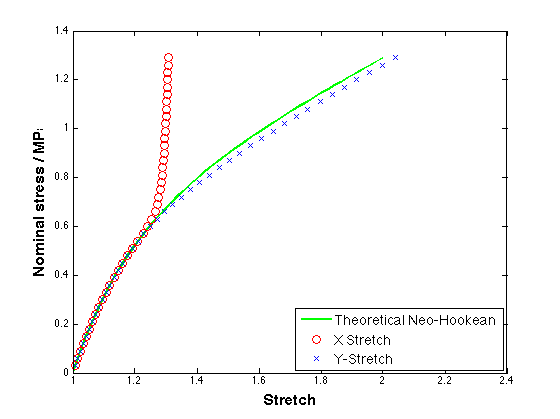 1.4
1.2
1
0.8
0.6
0.4
0.2
0
1 1.2 1.4 1.6 1.8 2 2.2 2.4
Nominal stress / MP
Stretch
Theoretical Neo-Hookean
X Stretch
Y-Stretch